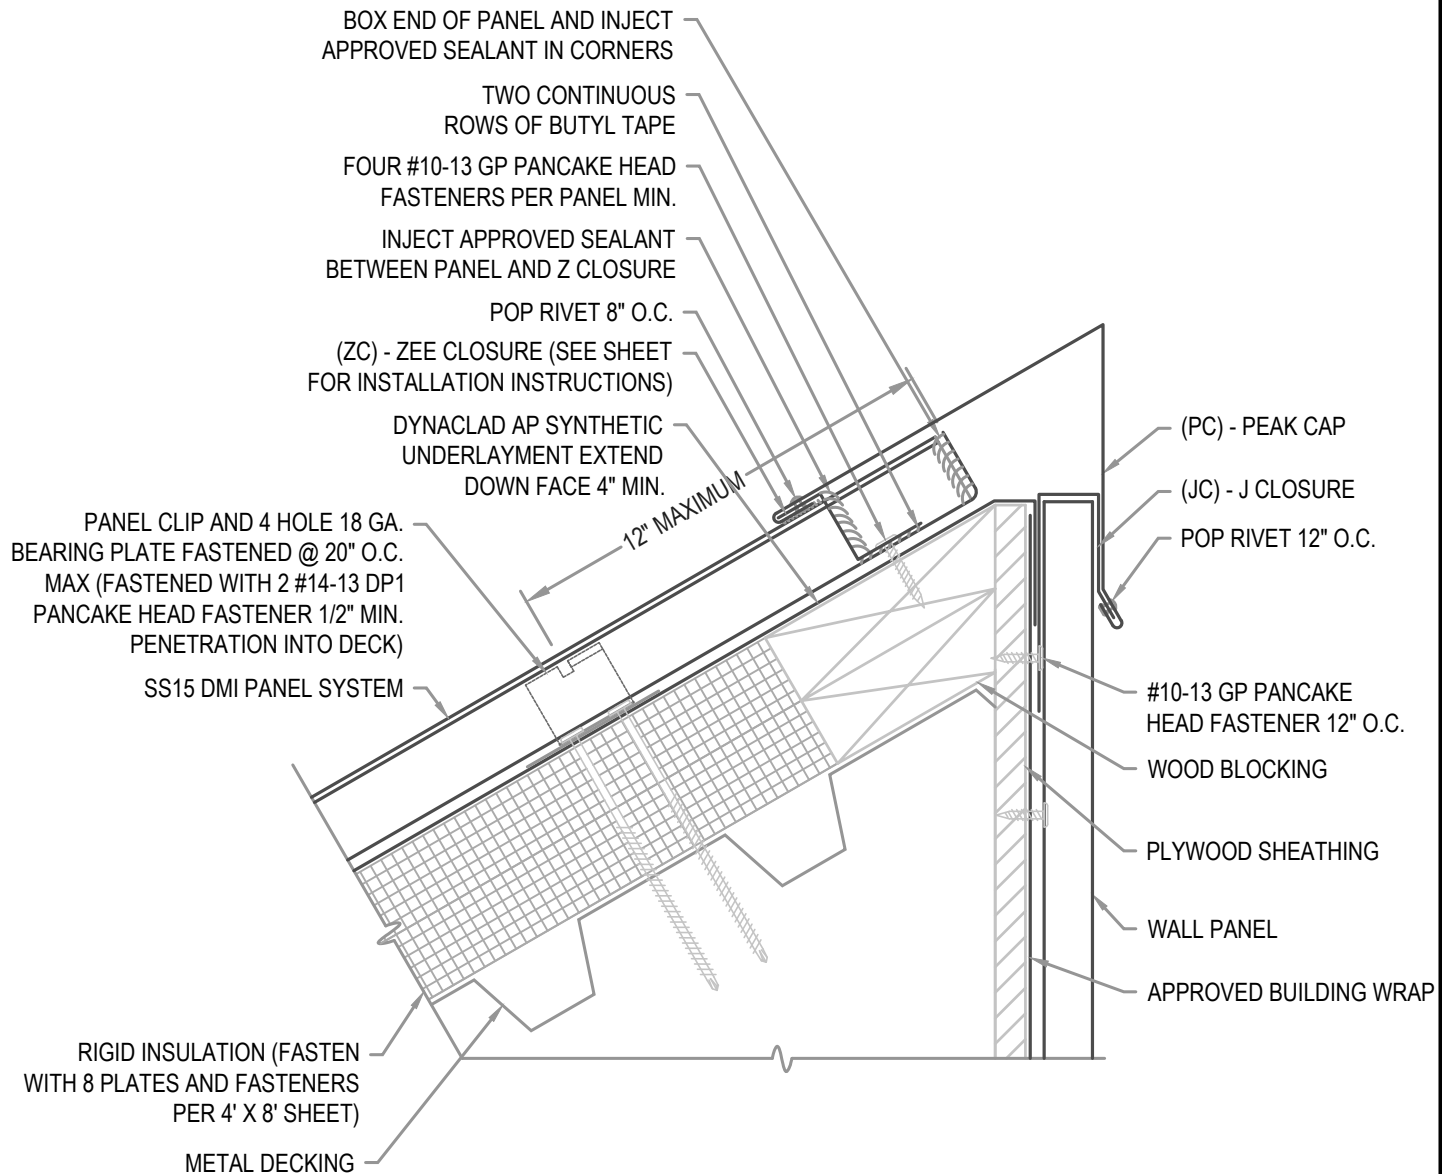 BOX END OF PANEL AND INJECT
APPROVED SEALANT IN CORNERS
TWO CONTINUOUS
ROWS OF BUTYL TAPE
FOUR #10-13 GP PANCAKE HEAD
FASTENERS PER PANEL MIN.
INJECT APPROVED SEALANT
BETWEEN PANEL AND Z CLOSURE
POP RIVET 8" O.C.
(ZC) - ZEE CLOSURE (SEE SHEET
FOR INSTALLATION INSTRUCTIONS)
DYNACLAD AP SYNTHETIC
UNDERLAYMENT EXTEND
DOWN FACE 4" MIN.
12" MAXIMUM
PANEL CLIP AND 4 HOLE 18 GA.
BEARING PLATE FASTENED @ 20" O.C.
MAX (FASTENED WITH 2 #14-13 DP1
PANCAKE HEAD FASTENER 1/2" MIN.
PENETRATION INTO DECK)
SS15 DMI PANEL SYSTEM
RIGID INSULATION (FASTEN
WITH 8 PLATES AND FASTENERS
PER 4' X 8' SHEET)
METAL DECKING
(PC) - PEAK CAP
(JC) - J CLOSURE
POP RIVET 12" O.C.
#10-13 GP PANCAKE
HEAD FASTENER 12" O.C.
WOOD BLOCKING
PLYWOOD SHEATHING
WALL PANEL
APPROVED BUILDING WRAP